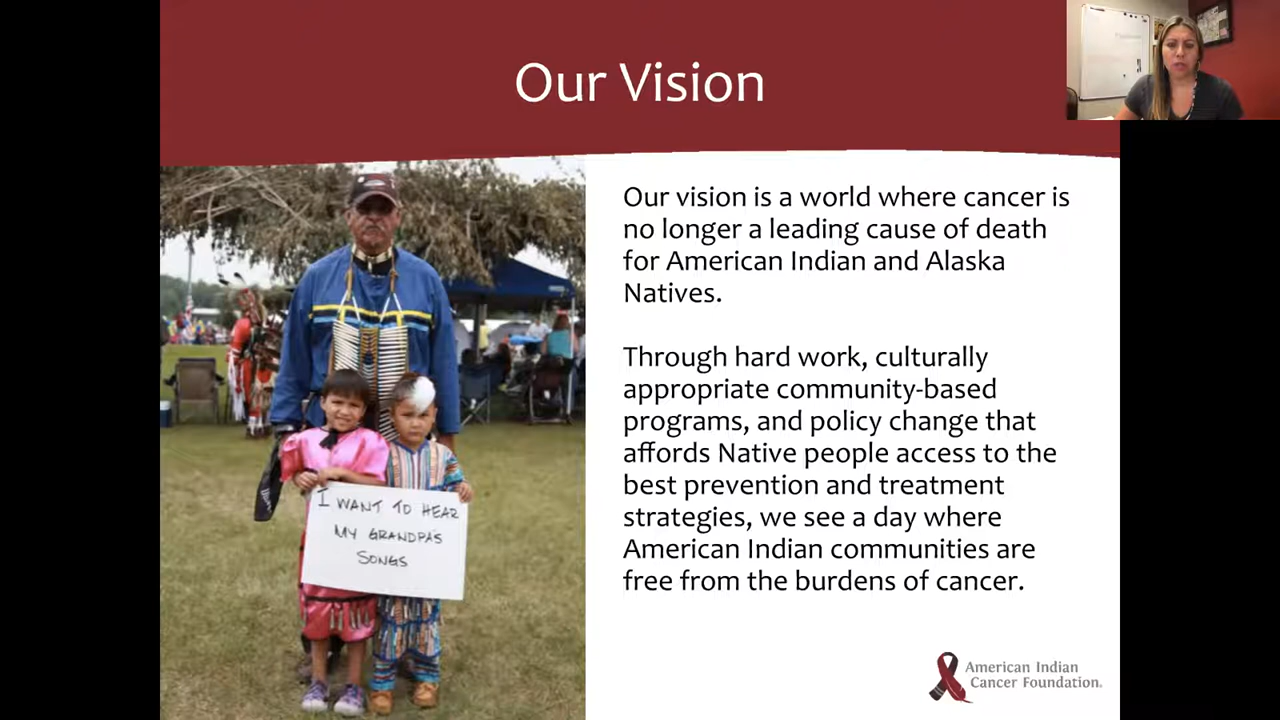 Our Vision
Our vision is a world where cancer is
no longer a leading cause of death
for American Indian and Alaska
Natives.
Through hard work, culturally
appropriate community-based
programs, and policy change that
affords Native people access to the
best prevention and treatment
strategies, we see a day where
American Indian communities are
free from the burdens of cancer.
I WANT TO HEAR
MY GRANDPA'S
SONGS
American Indian
Cancer Foundation.